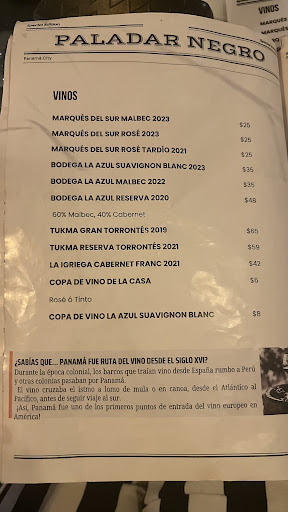 Specter Edition
PALADAR NEGRO
Panamá City
VINOS
MARQUÉS DEL SUR MALBEC 2023 $25
MARQUÉS DEL SUR ROSÉ 2023 $25
MARQUÉS DEL SUR ROSÉ TARDÍO 2021 $25
BODEGA LA AZUL SUAVIGNON BLANC 2023 $35
BODEGA LA AZUL MALBEC 2022 $35
BODEGA LA AZUL RESERVA 2020 $48
60% Malbec, 40% Cabernet
TUKMA GRAN TORRONTÉS 2019 $65
TUKMA RESERVA TORRONTÉS 2021 $59
LA IGRIEGA CABERNET FRANC 2021 $42
COPA DE VINO DE LA CASA $6
Rosé ó Tinto
COPA DE VINO LA AZUL SUAVIGNON BLANC $8
¿SABÍAS QUE... PANAMÁ FUE RUTA DEL VINO DESDE EL SIGLO XVI?
Durante la época colonial, los barcos que traían vino desde España rumbo a Perú
y otras colonias pasaban por Panamá.
El vino cruzaba el istmo a lomo de mula o en canoa, desde el Atlántico al
Pacífico, antes de seguir viaje al sur.
¡Así, Panamá fue uno de los primeros puntos de entrada del vino europeo en
América!
VINOS
MARQUÉS
MARQUÉS